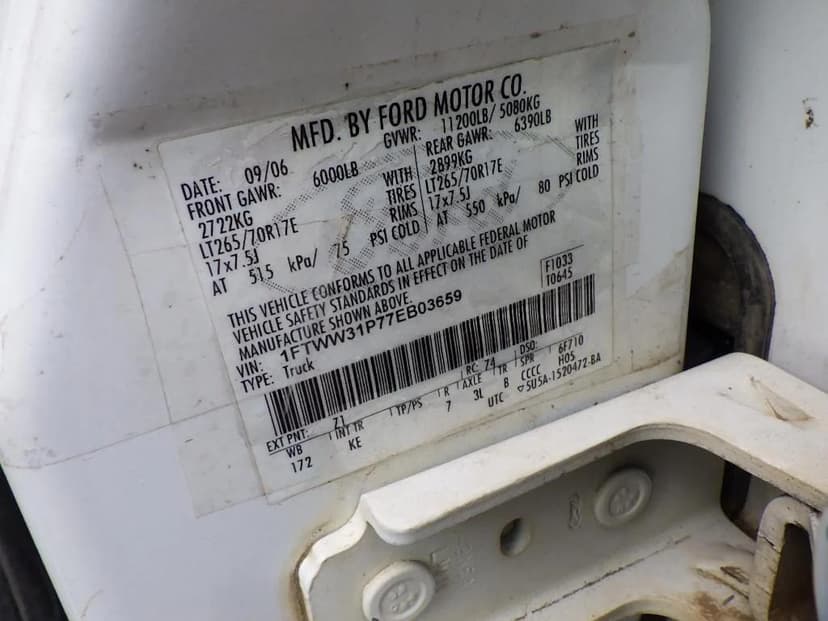 MFD. BY FORD MOTOR CO.
DATE: 09/06 GVWR: 11200LB/ 5080KG
FRONT GAWR: 6000LB REAR GAWR: 6390LB
2722KG WITH 2899KG WITH
LT265/70R17E TIRES LT265/70R17E TIRES
17x7.5J RIMS 17x7.5J RIMS
AT 515 kPa/ 75 PSI COLD AT 550 kPa/ 80 PSI COLD
THIS VEHICLE CONFORMS TO ALL APPLICABLE FEDERAL MOTOR
VEHICLE SAFETY STANDARDS IN EFFECT ON THE DATE OF
MANUFACTURE SHOWN ABOVE.
F1033
T0645
VIN: 1FTWW31P77EB03659
TYPE: Truck
EXT PNT: Z1 RC: 74 DSO:
WB INT TR TP/PS R AXLE TR SPR 6F710
172 KE 7 3L B CCCC H05
UTC 5U5A-1520472-BA